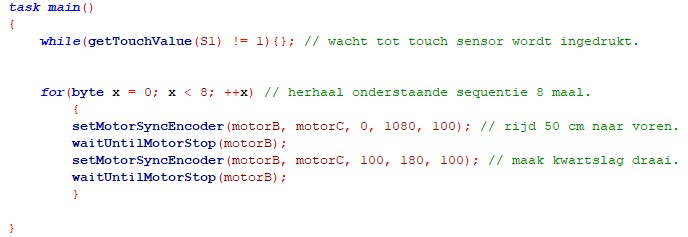 task main()
{
while(getTouchValue(S1) != 1){}; // wacht tot touch sensor wordt ingedrukt.
for(byte x = 0; x < 8; ++x) // herhaal onderstaande sequentie 8 maal.
{
setMotorSyncEncoder(motorB, motorC, 0, 1080, 100); // rijd 50 cm naar voren.
waitUntilMotorStop(motorB);
setMotorSyncEncoder(motorB, motorC, 100, 180, 100); // maak kwartslag draai.
waitUntilMotorStop(motorB);
}
}